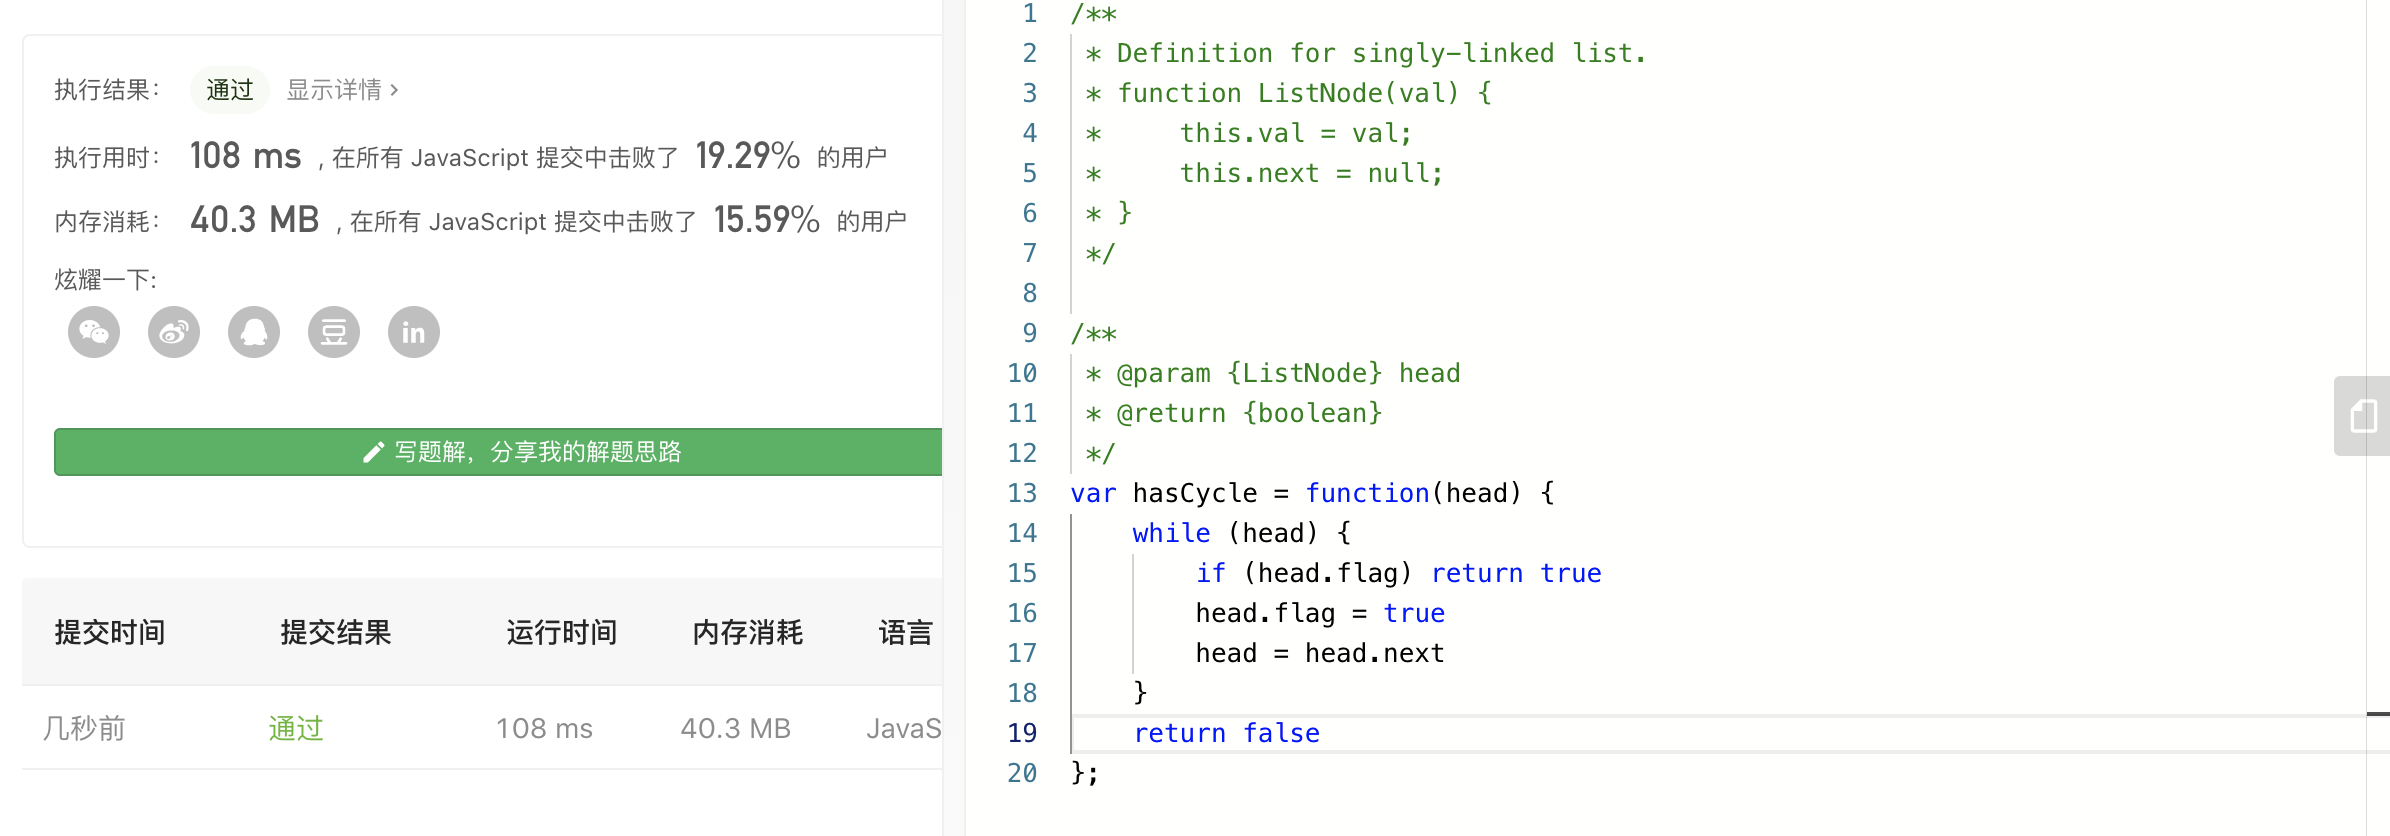 执行结果： 通过 显示详情 ›
执行用时： 108 ms , 在所有 JavaScript 提交中击败了 19.29% 的用户
内存消耗： 40.3 MB , 在所有 JavaScript 提交中击败了 15.59% 的用户
炫耀一下:
豆 in
写题解，分享我的解题思路
提交时间 提交结果 运行时间 内存消耗 语言
几秒前 通过 108 ms 40.3 MB JavaS
1 /**
2 * Definition for singly-linked list.
3 * function ListNode(val) {
4 *     this.val = val;
5 *     this.next = null;
6 * }
7 */
8
9 /**
10 * @param {ListNode} head
11 * @return {boolean}
12 */
13 var hasCycle = function(head) {
14     while (head) {
15         if (head.flag) return true
16         head.flag = true
17         head = head.next
18     }
19     return false
20 };